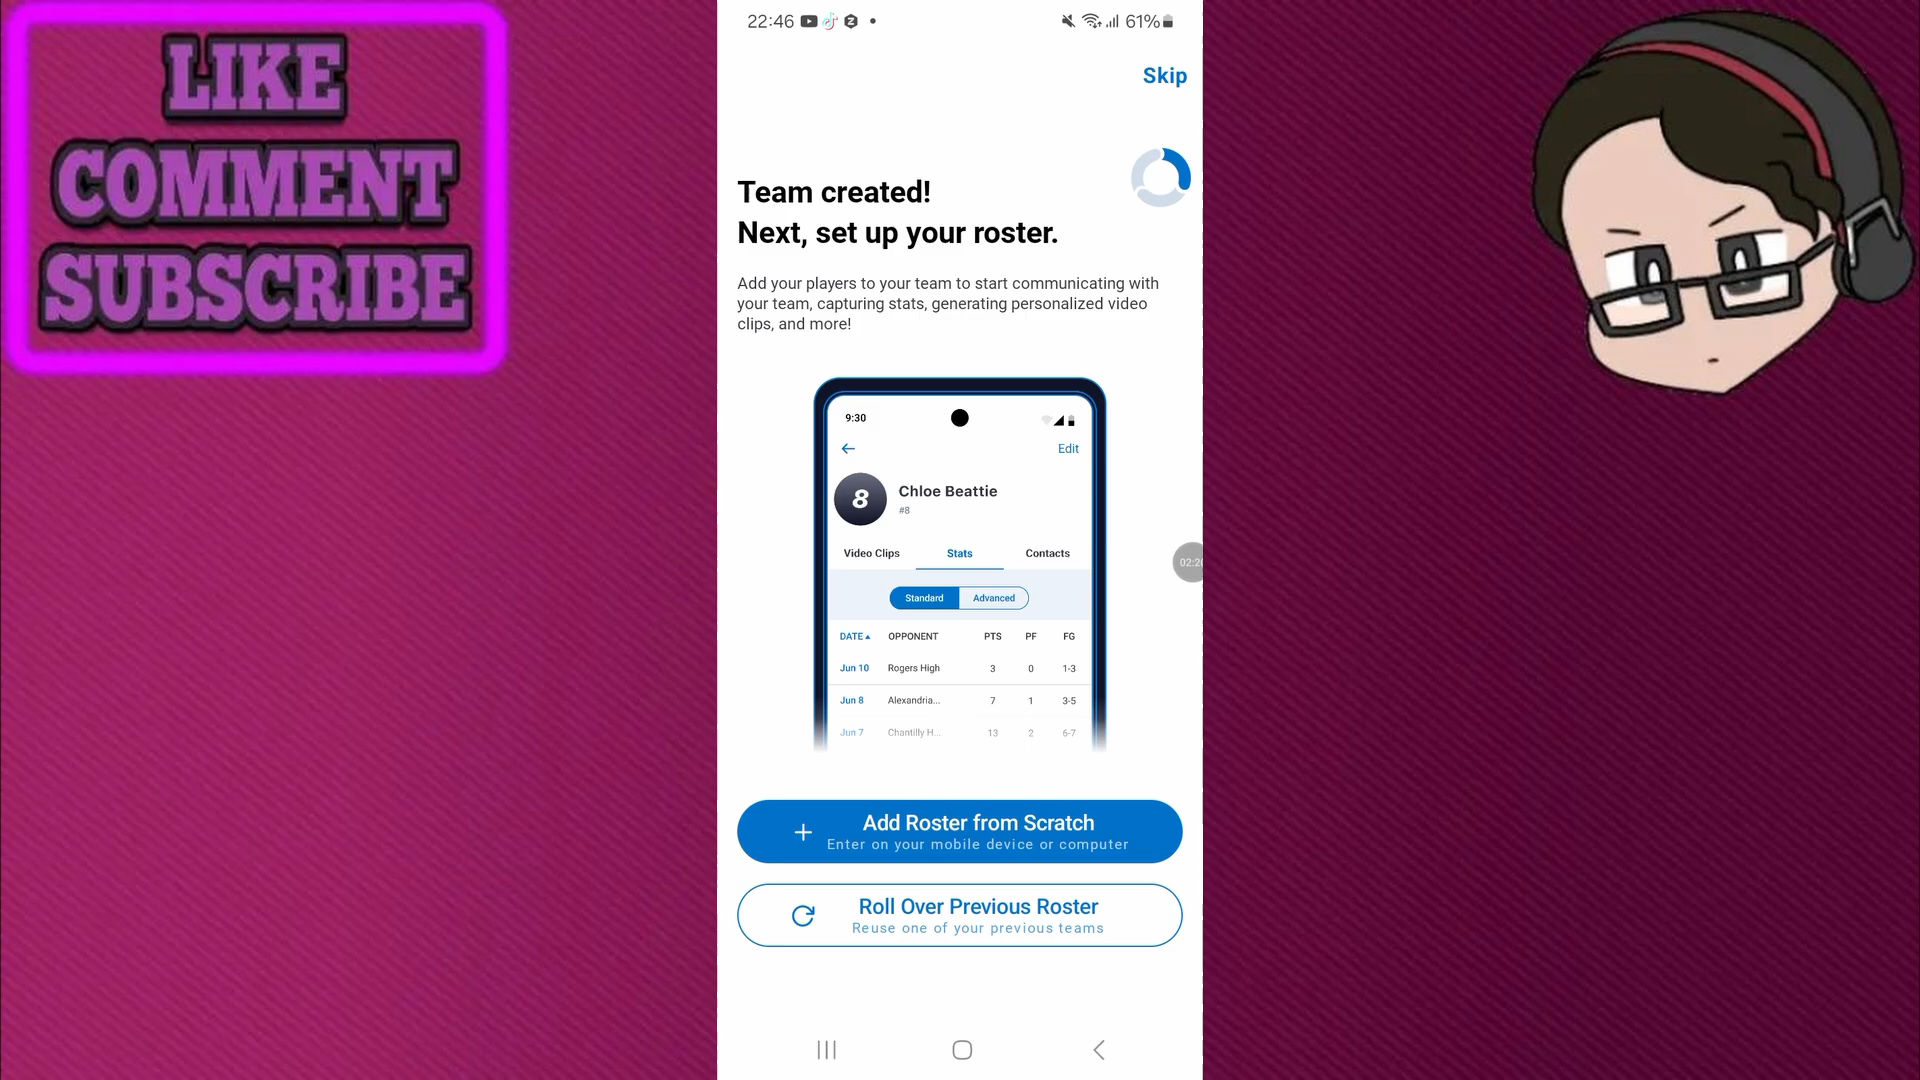 LIKE
COMMENT
SUBSCRIBE
22:46
61%
Skip
Team created!
Next, set up your roster.
Add your players to your team to start communicating with
your team, capturing stats, generating personalized video
clips, and more!
9:30
Edit
8
Chloe Beattie
#8
Video Clips Stats Contacts
Standard Advanced
DATE▲ OPPONENT PTS PF FG
Jun 10 Rogers High 3 0 1-3
Jun 8 Alexandria... 7 1 3-5
Jun 7 Chantilly H... 13 2 6-7
Add Roster from Scratch
Enter on your mobile device or computer
Roll Over Previous Roster
Reuse one of your previous teams